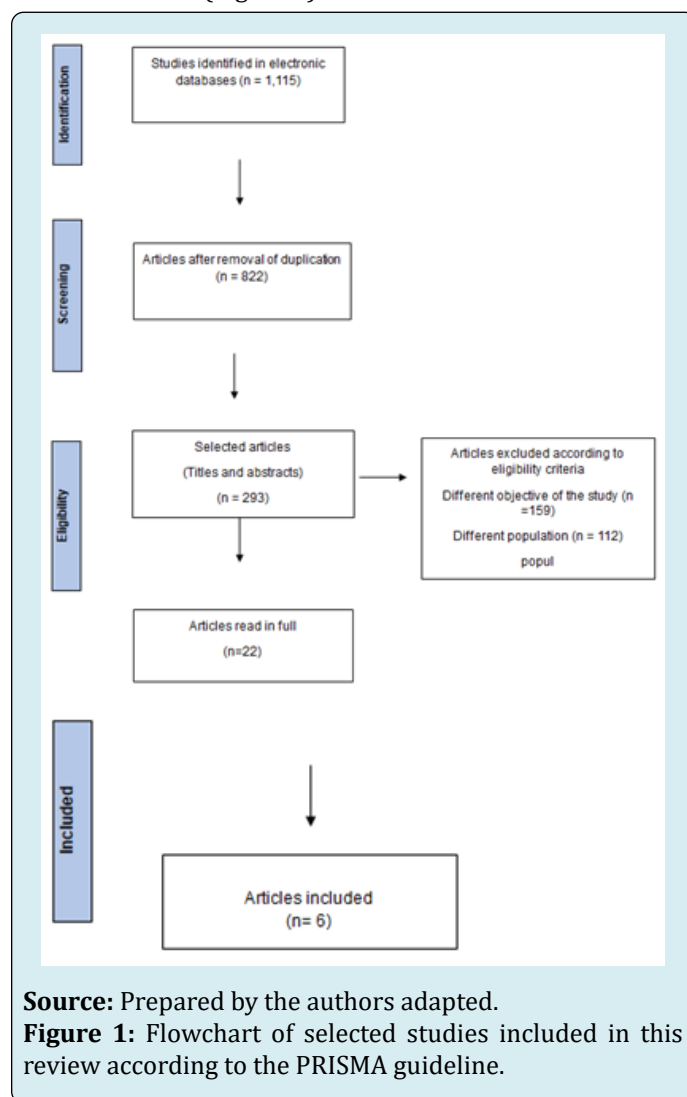 Identification
Studies identified in electronic
databases (n = 1,115)
Screening
Articles after removal of duplication
(n = 822)
Eligibility
Selected articles
(Titles and abstracts)
(n = 293)
Articles excluded according to
eligibility criteria
Different objective of the study (n
=159)
Different population (n = 112)
popul
Articles read in full
(n=22)
Included
Articles included
(n= 6)
Source: Prepared by the authors adapted.
Figure 1: Flowchart of selected studies included in this
review according to the PRISMA guideline.